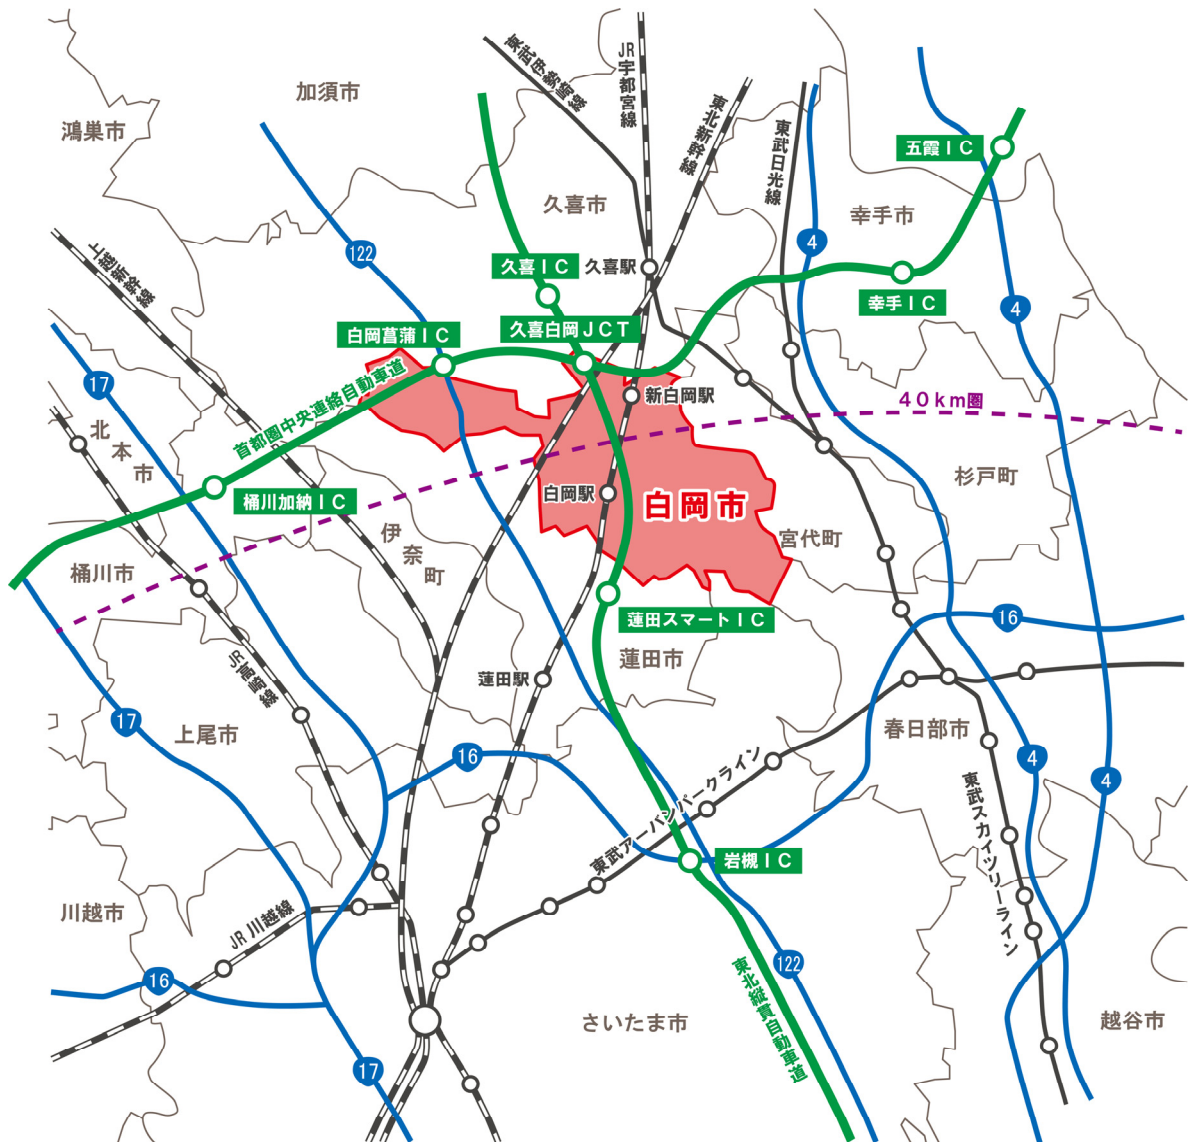 加須市
鴻巣市
東武伊勢崎線
JR宇都宮線
東北新幹線
東武日光線
五霞IC
久喜市
幸手市
4
122
上越新幹線
久喜IC
久喜駅
幸手IC
4
白岡菖蒲IC
久喜白岡JCT
17
首都圏中央連絡自動車道
新白岡駅
40km圏
北本市
桶川加納IC
白岡駅
白岡市
杉戸町
伊奈町
宮代町
桶川市
蓮田スマートIC
16
JR高崎線
蓮田駅
蓮田市
17
上尾市
16
春日部市
4
4
東武アーバンパークライン
東武スカイツリーライン
岩槻IC
川越市
JR川越線
16
122
東北縦貫自動車道
さいたま市
越谷市
17